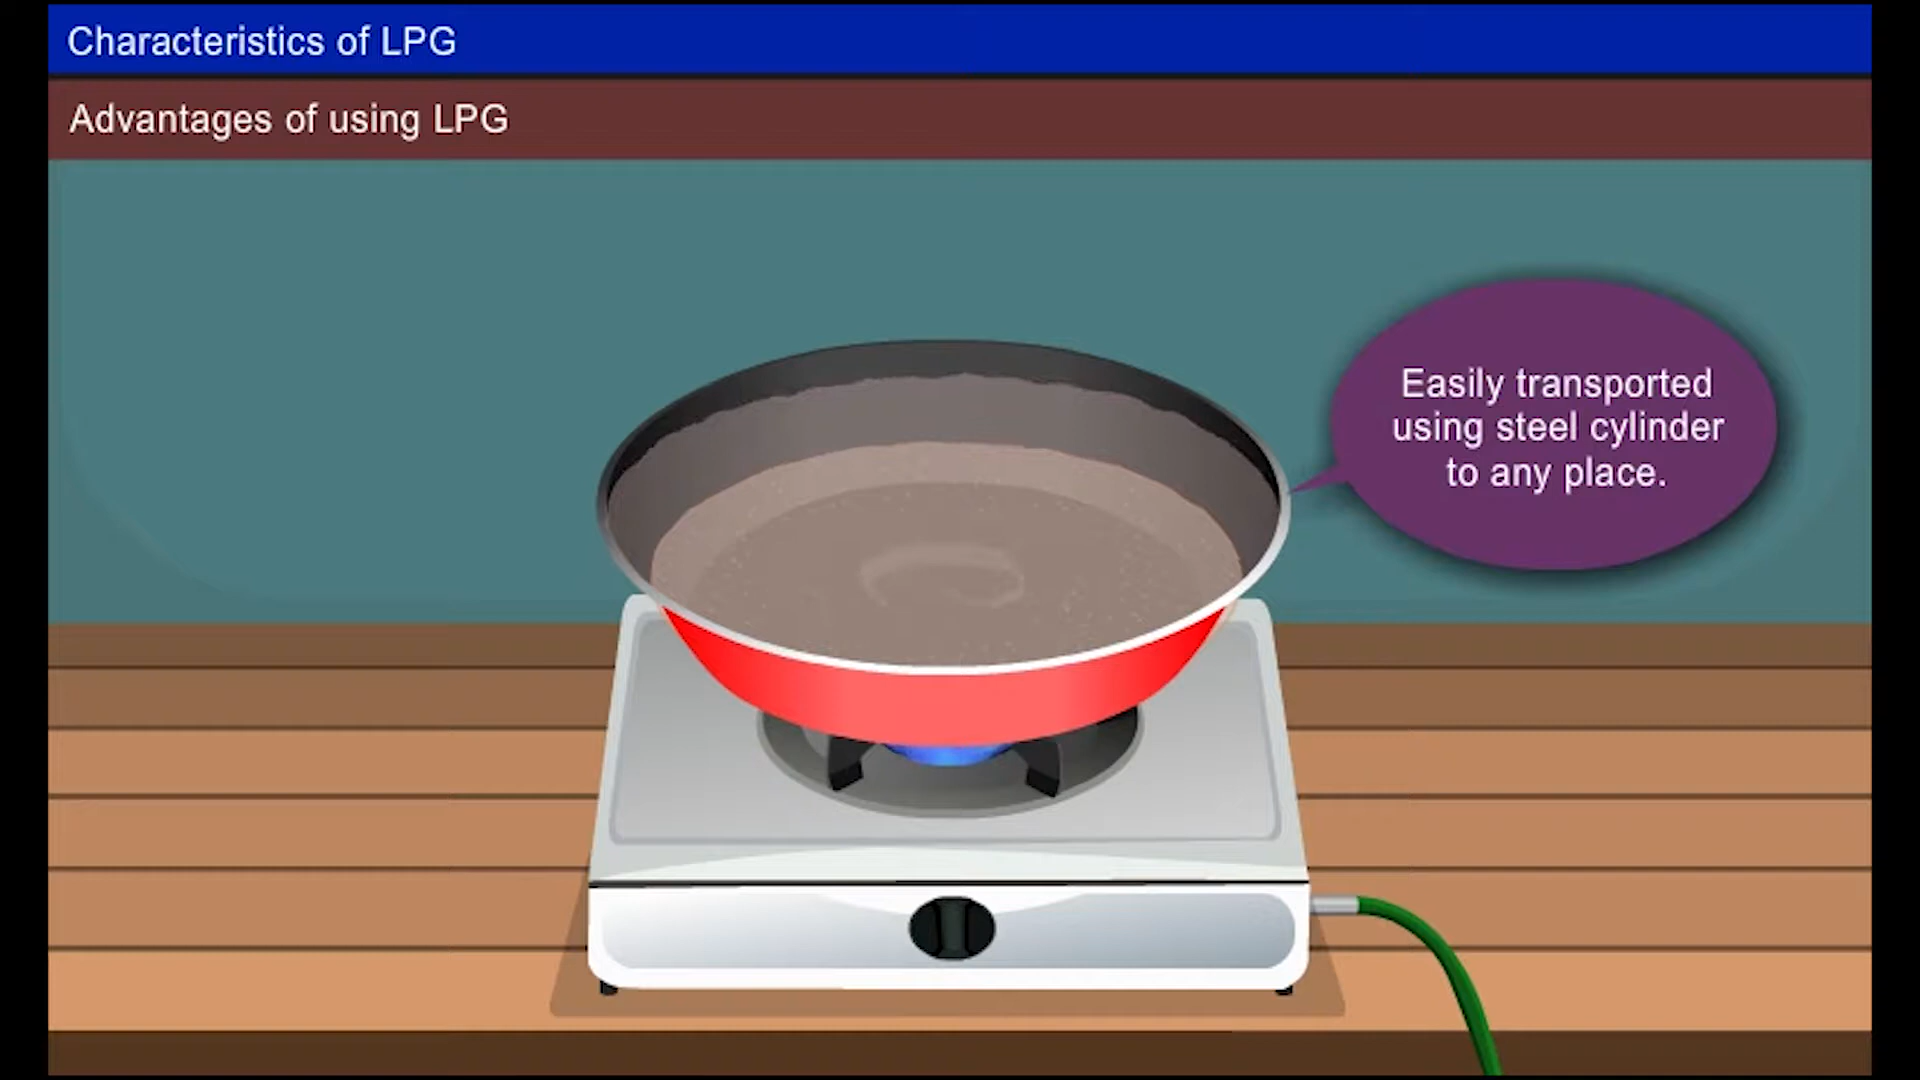 Characteristics of LPG
Advantages of using LPG
Easily transported
using steel cylinder
to any place.